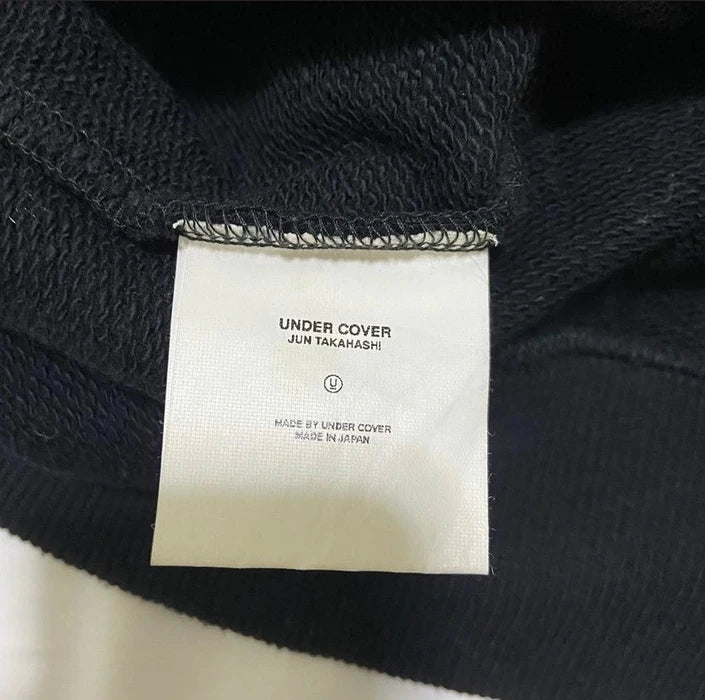 UNDER COVER
JUN TAKAHASHI
U
MADE BY UNDER COVER
MADE IN JAPAN